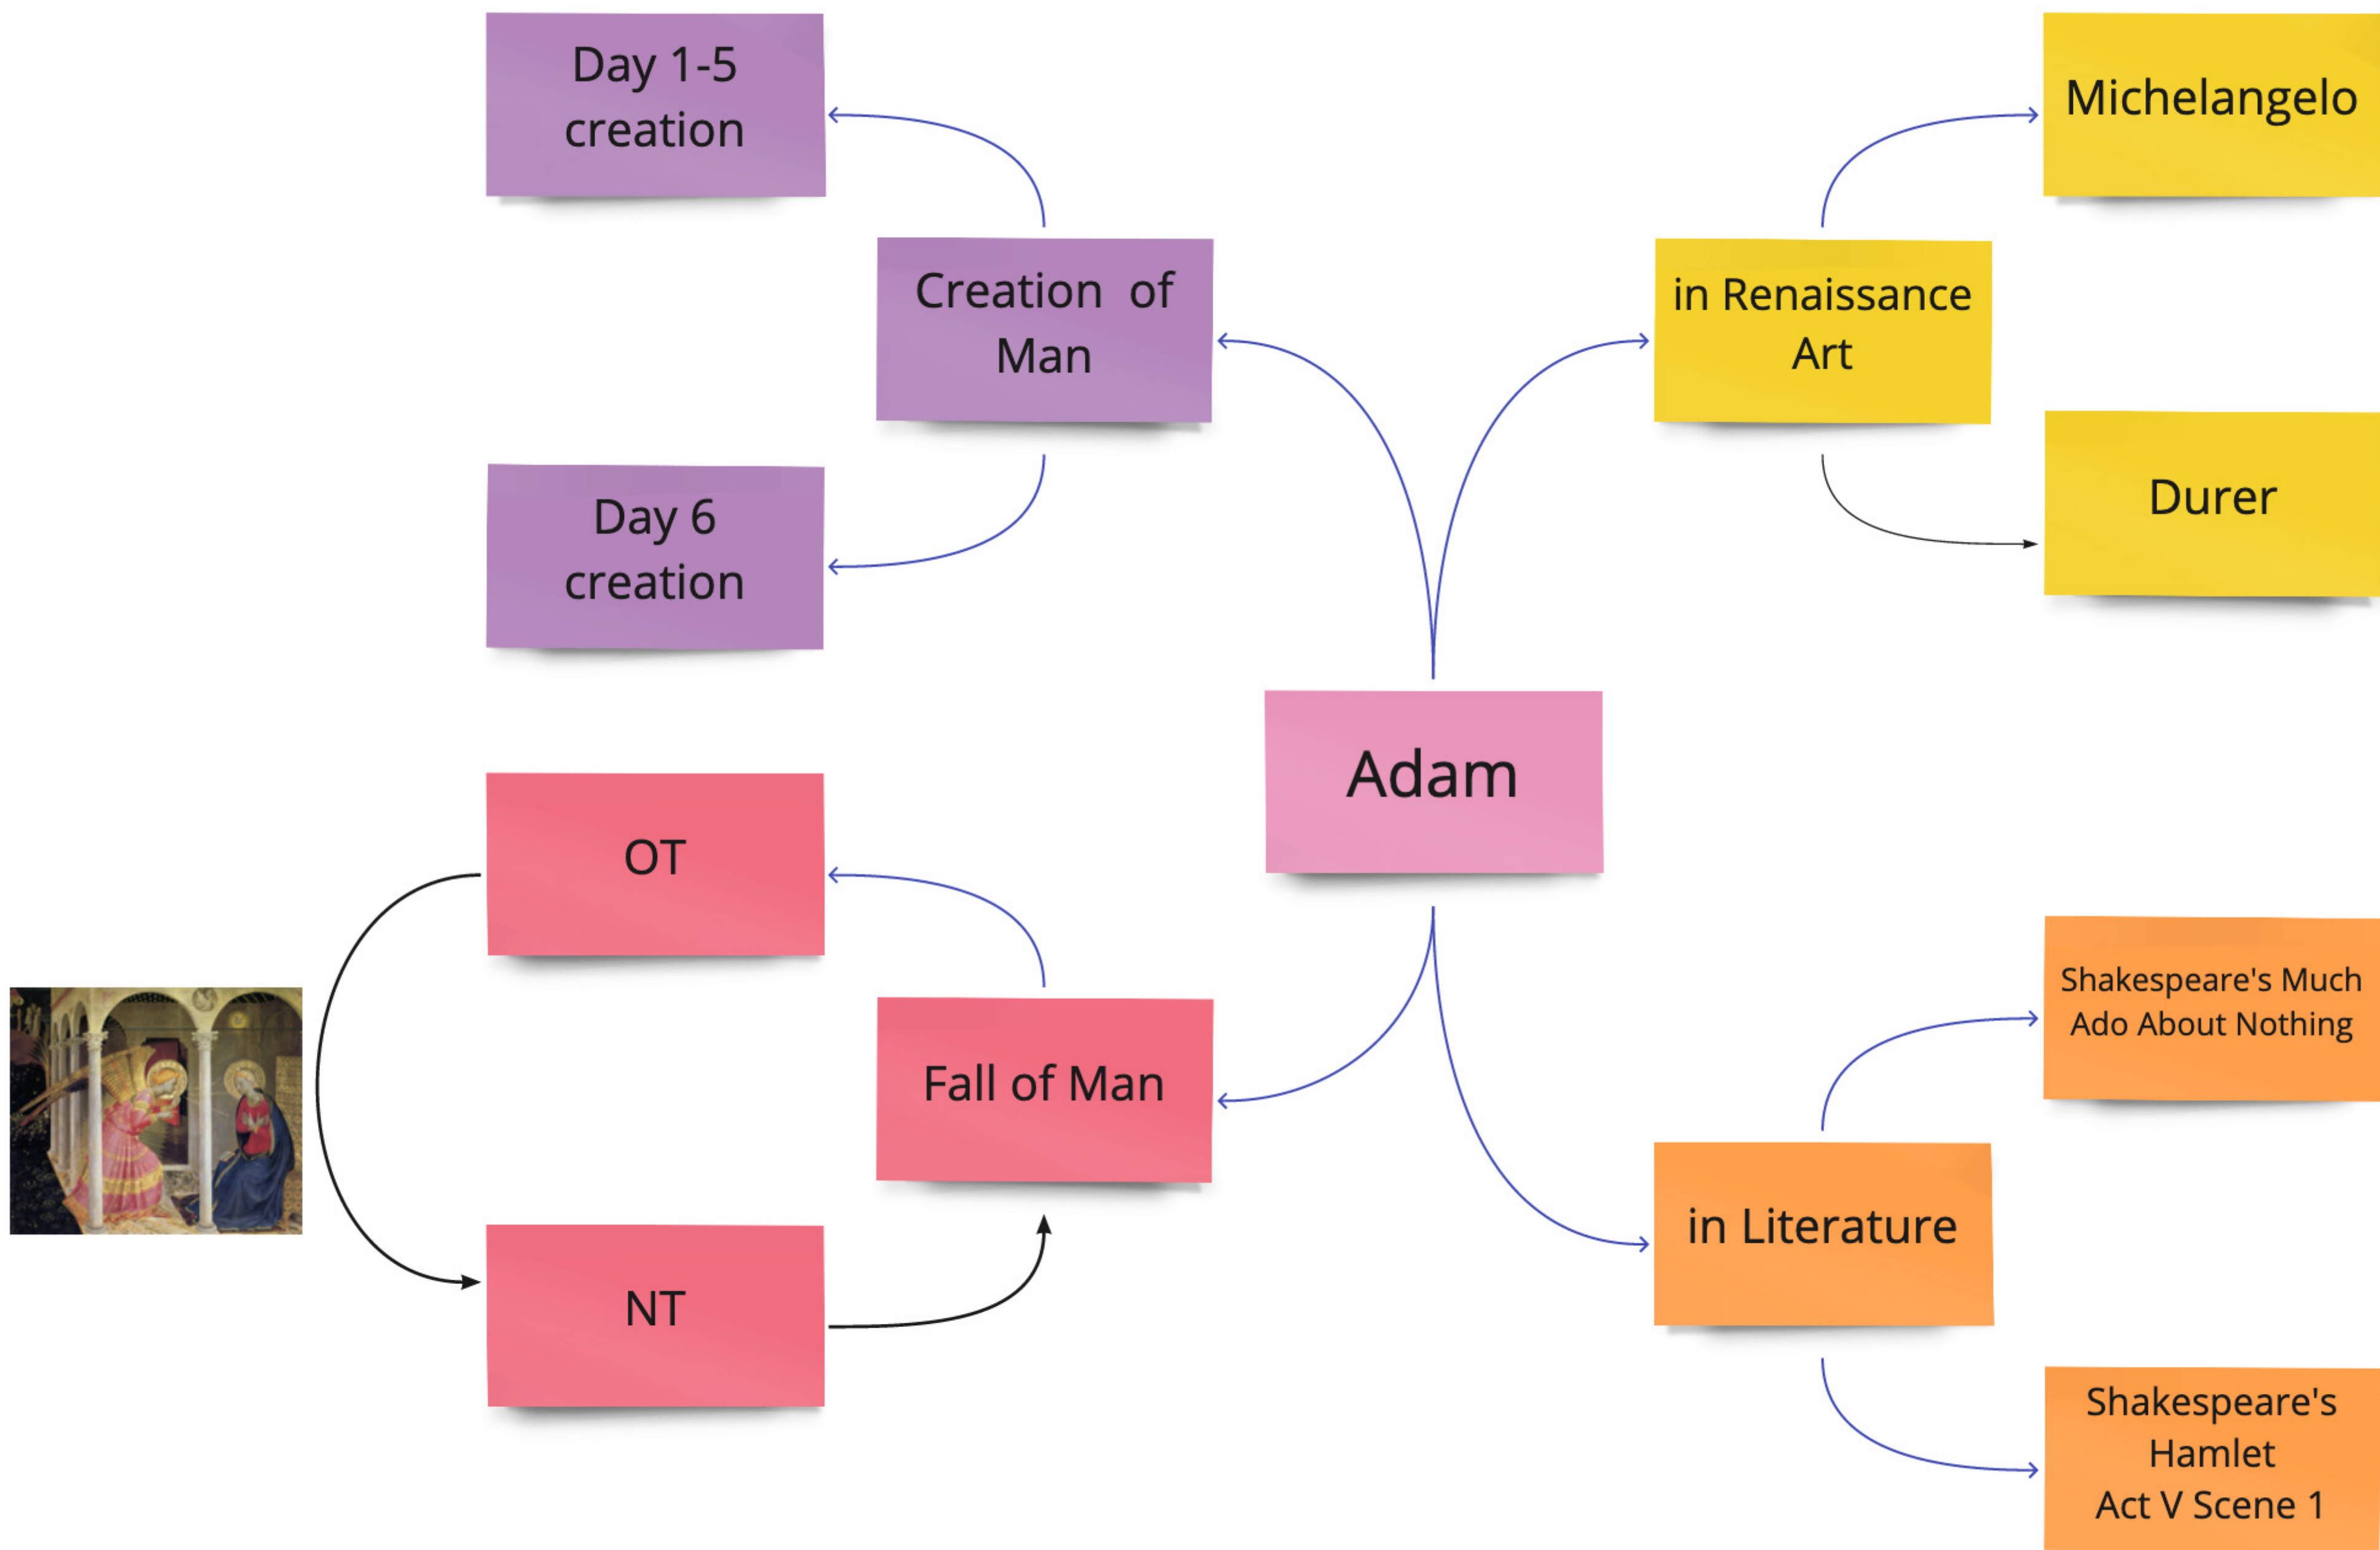 Day 1-5
creation
Creation of
Man
Day 6
creation
Michelangelo
in Renaissance
Art
Durer
Adam
OT
Fall of Man
NT
Shakespeare's Much
Ado About Nothing
in Literature
Shakespeare's
Hamlet
Act V Scene 1